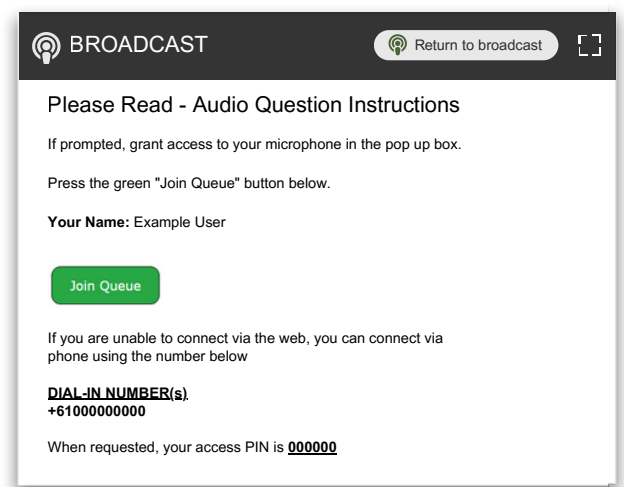 BROADCAST
Return to broadcast
Please Read - Audio Question Instructions
If prompted, grant access to your microphone in the pop up box.
Press the green "Join Queue" button below.
Your Name: Example User
Join Queue
If you are unable to connect via the web, you can connect via
phone using the number below
DIAL-IN NUMBER(s)
+61000000000
When requested, your access PIN is 000000